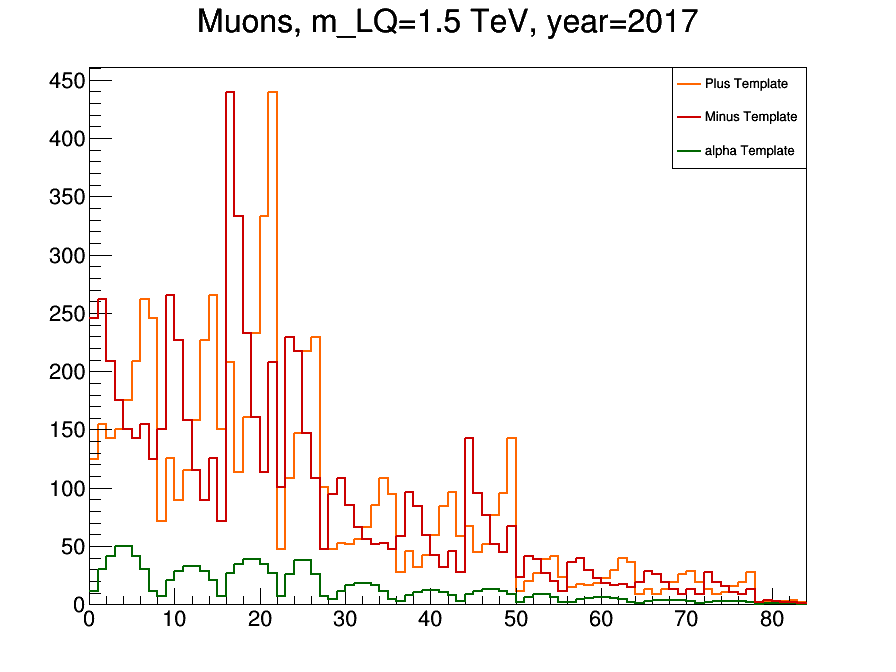 Muons, m_LQ=1.5 TeV, year=2017
Plus Template
Minus Template
alpha Template
450
400
350
300
250
200
150
100
50
0
0 10 20 30 40 50 60 70 80